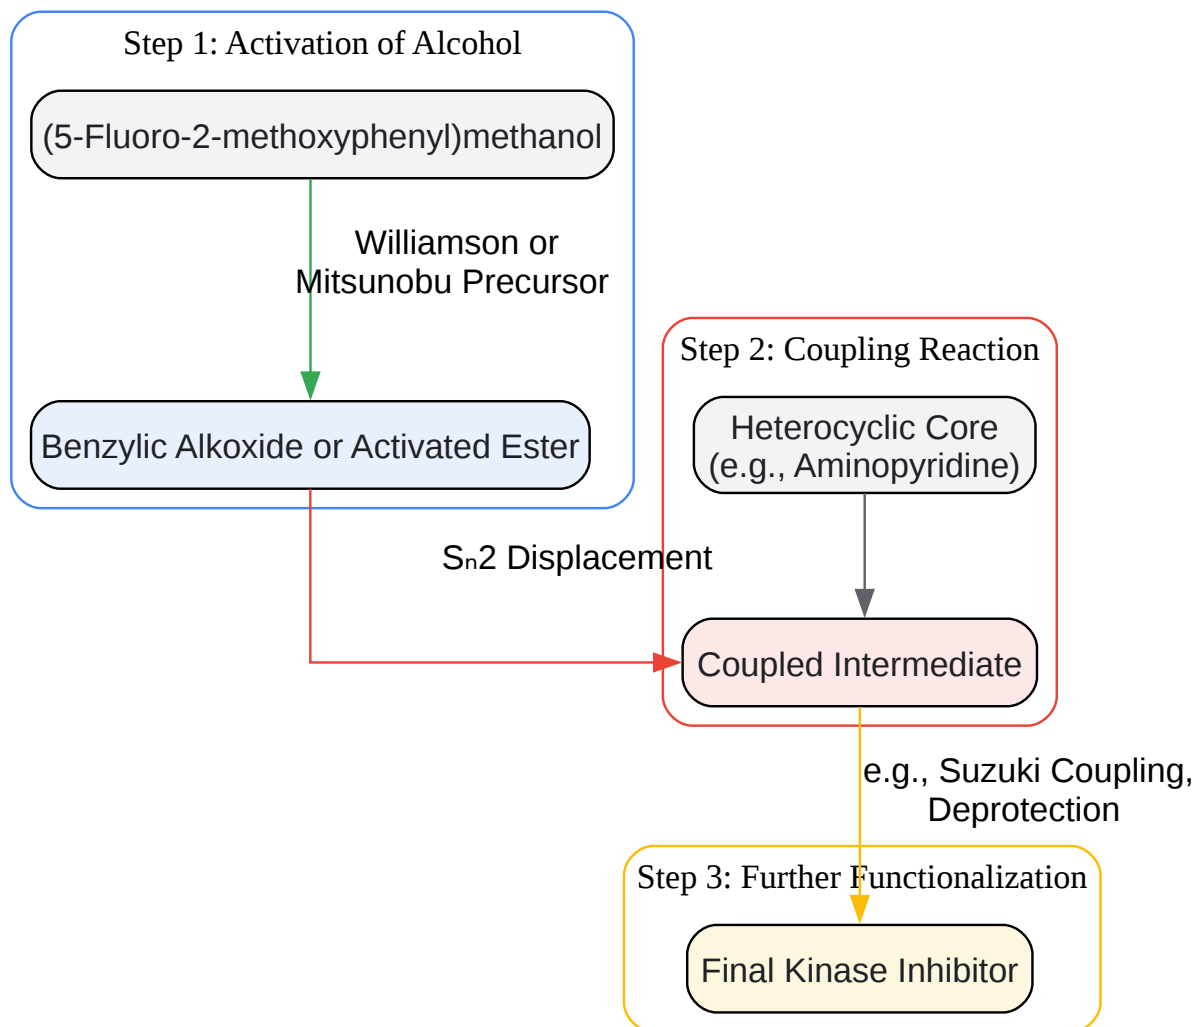 Step 1: Activation of Alcohol
(5-Fluoro-2-methoxyphenyl)methanol
Williamson or
Mitsunobu Precursor
Benzylic Alkoxide or Activated Ester
Step 2: Coupling Reaction
Heterocyclic Core
(e.g., Aminopyridine)
Sₙ2 Displacement
Coupled Intermediate
e.g., Suzuki Coupling,
Deprotection
Step 3: Further Functionalization
Final Kinase Inhibitor